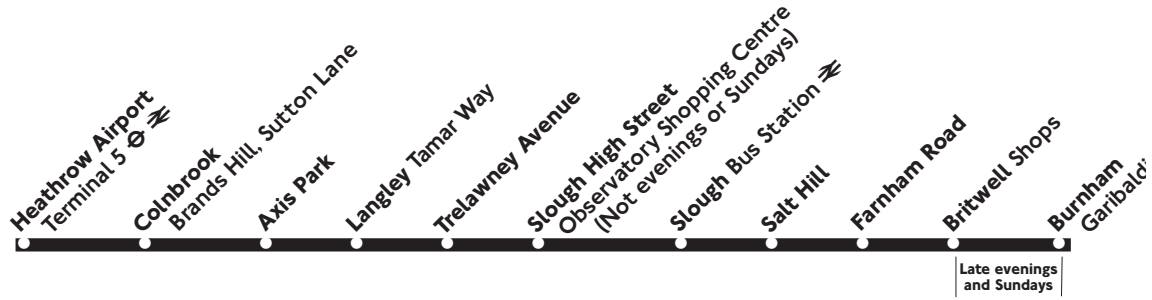 Heathrow Airport
Terminal 5
Colnbrook
Brands Hill, Sutton Lane
Axis Park
Langley Tamar Way
Trelawney Avenue
Slough High Street
Observatory Shopping Centre
(Not evenings or Sundays)
Slough Bus Station
Salt Hill
Farnham Road
Britwell Shops
Burnham
Late evenings
and Sundays